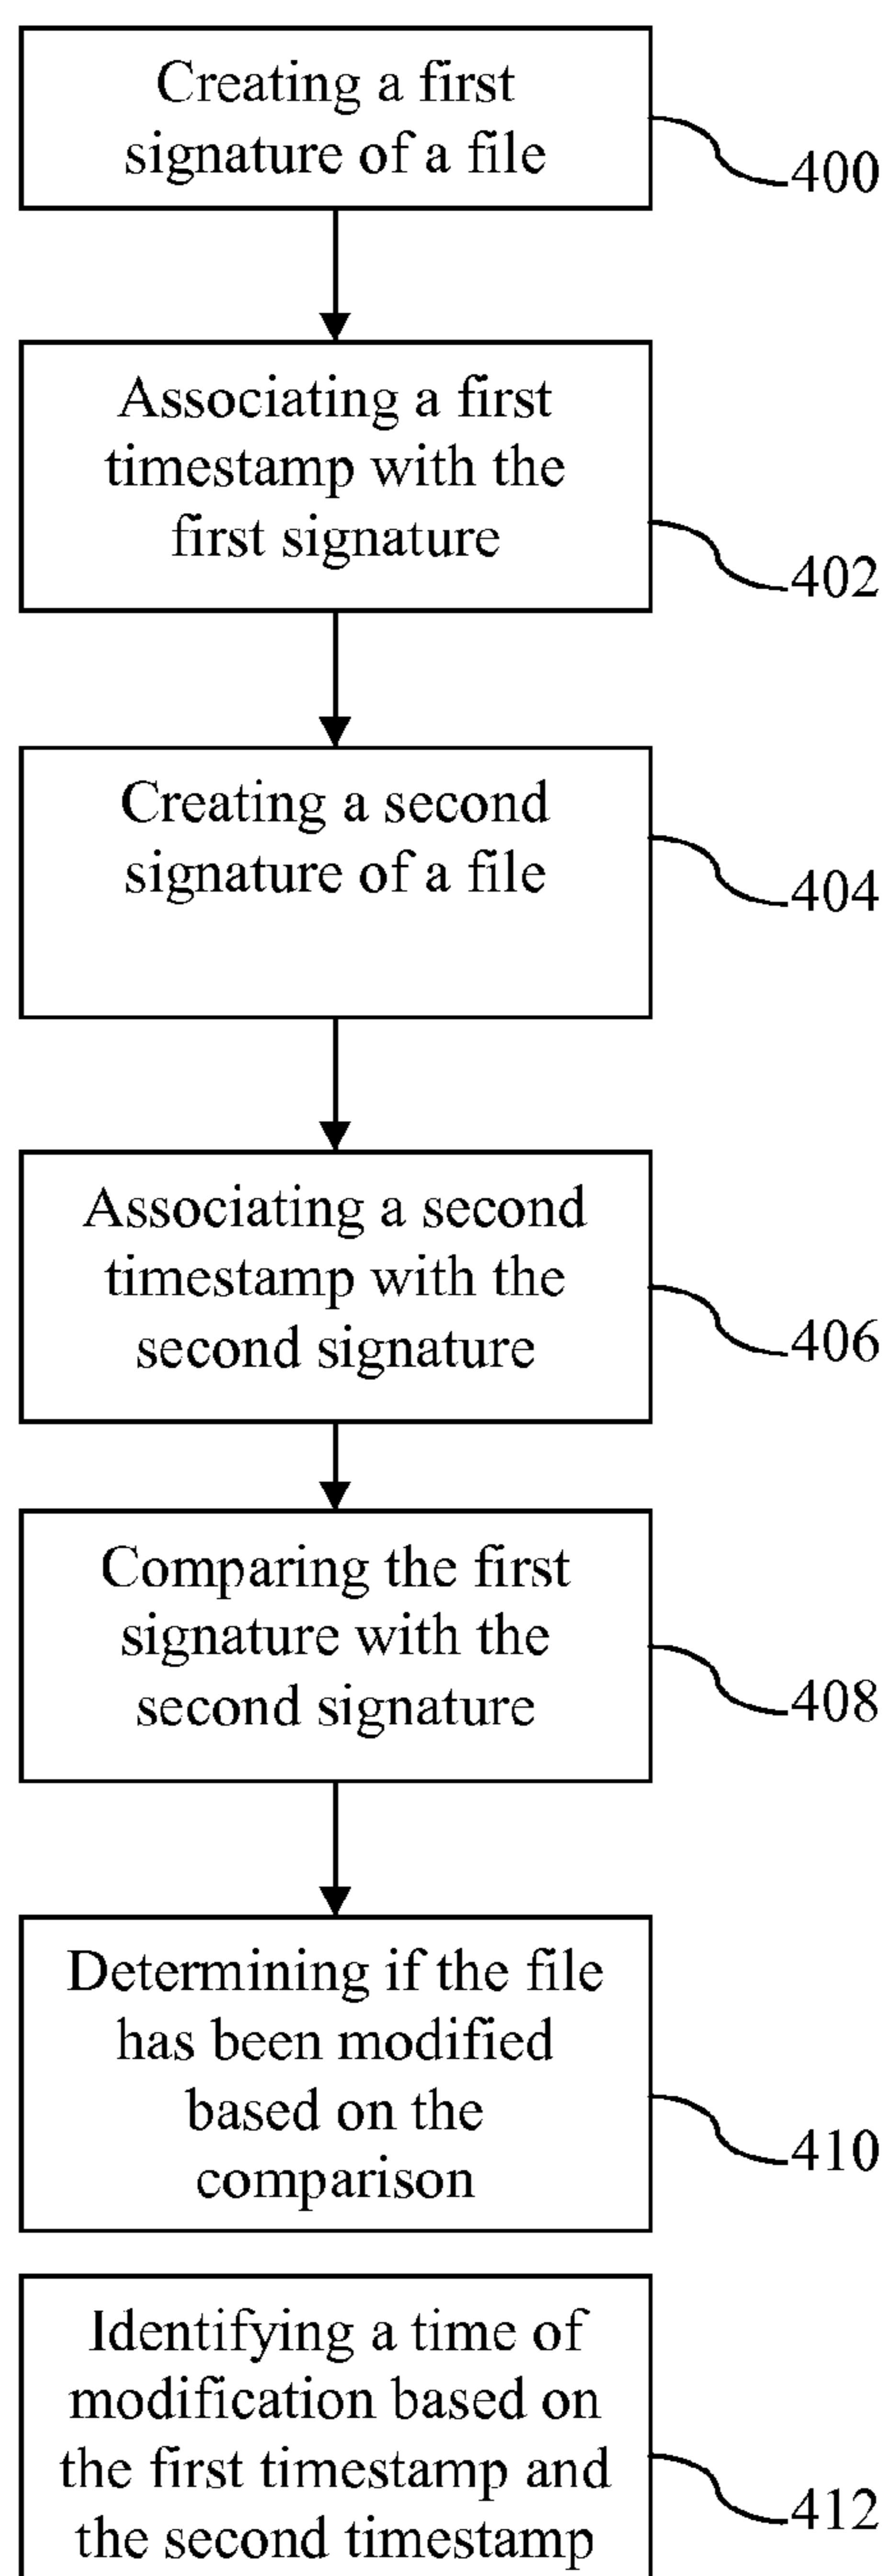 Creating a first
signature of a file
400
Associating a first
timestamp with the
first signature
402
Creating a second
signature of a file
404
Associating a second
timestamp with the
second signature
406
Comparing the first
signature with the
second signature
408
Determining if the file
has been modified
based on the
comparison
410
Identifying a time of
modification based on
the first timestamp and
the second timestamp
412